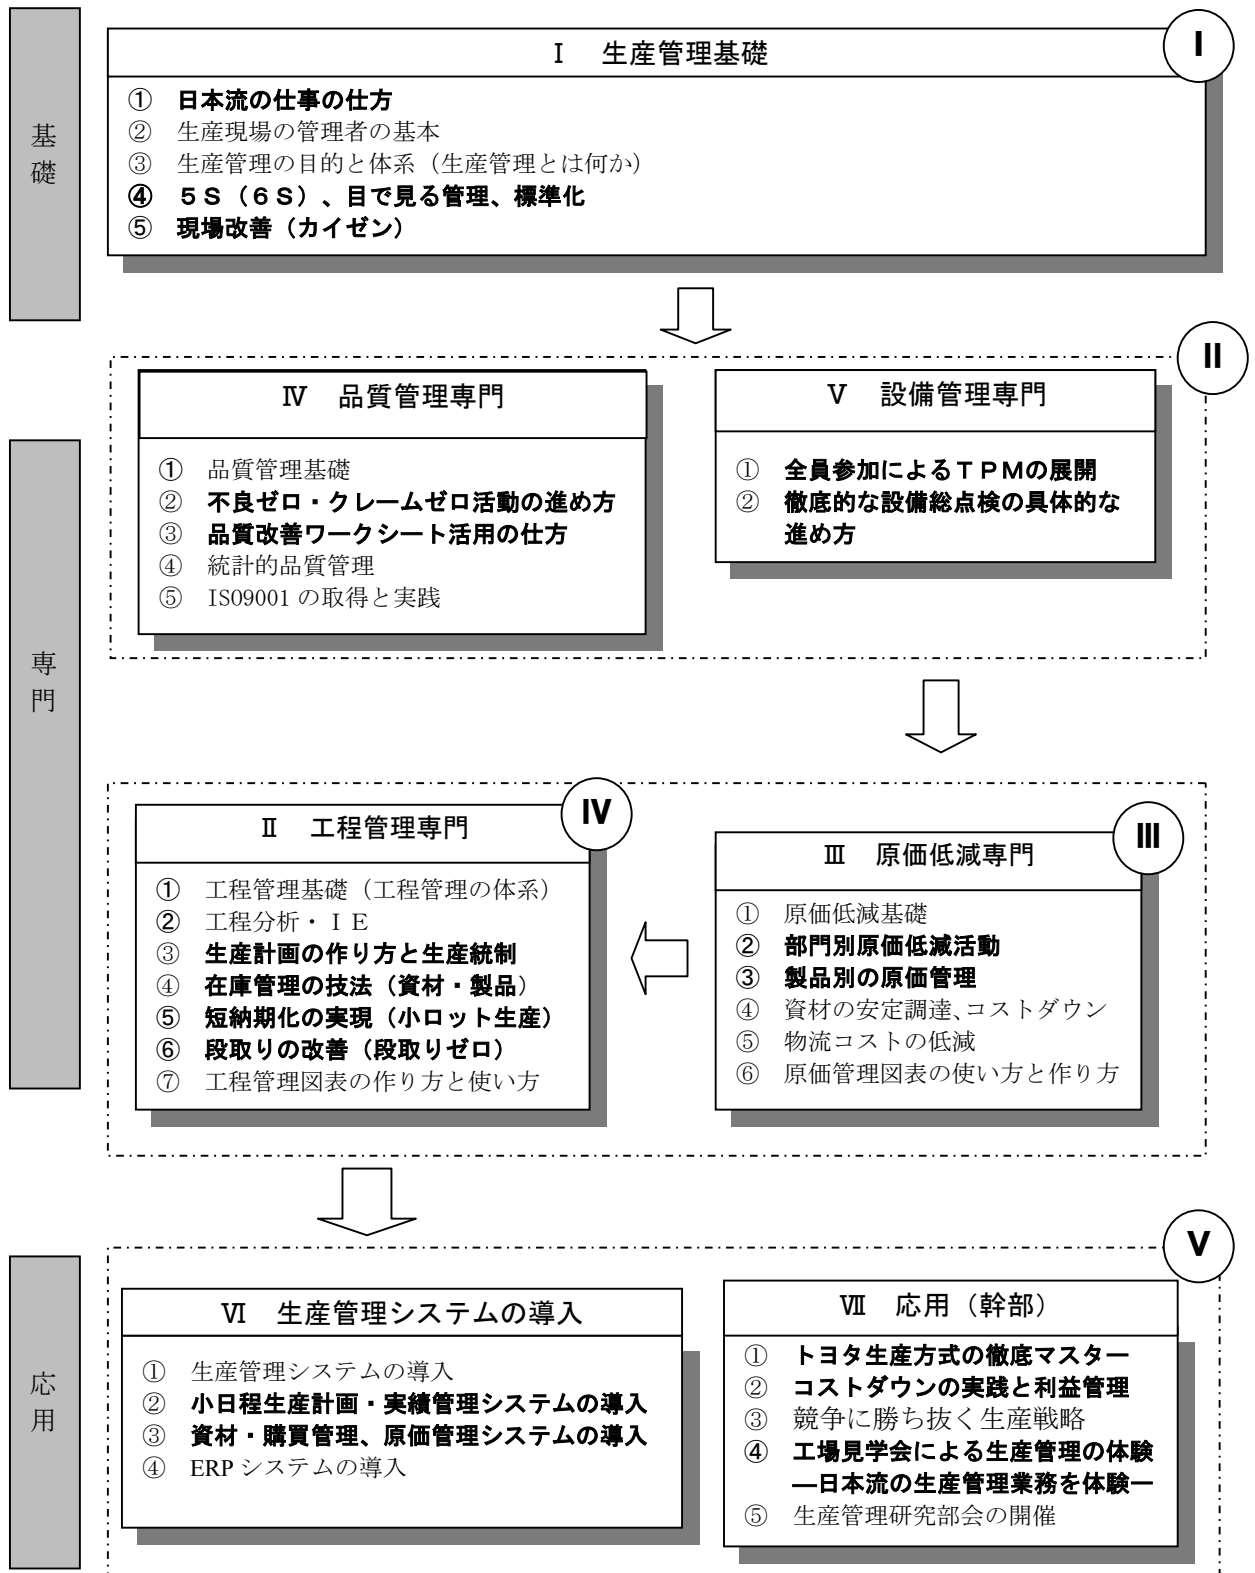 基礎
Ⅰ 生産管理基礎
I
① 日本流の仕事の仕方
② 生産現場の管理者の基本
③ 生産管理の目的と体系（生産管理とは何か）
④ ５Ｓ（６Ｓ）、目で見る管理、標準化
⑤ 現場改善（カイゼン）
専門
II
Ⅳ 品質管理専門
① 品質管理基礎
② 不良ゼロ・クレームゼロ活動の進め方
③ 品質改善ワークシート活用の仕方
④ 統計的品質管理
⑤ ISO9001 の取得と実践
Ⅴ 設備管理専門
① 全員参加によるＴＰＭの展開
② 徹底的な設備総点検の具体的な
進め方
IV
Ⅱ 工程管理専門
① 工程管理基礎（工程管理の体系）
② 工程分析・ＩＥ
③ 生産計画の作り方と生産統制
④ 在庫管理の技法（資材・製品）
⑤ 短納期化の実現（小ロット生産）
⑥ 段取りの改善（段取りゼロ）
⑦ 工程管理図表の作り方と使い方
III
Ⅲ 原価低減専門
① 原価低減基礎
② 部門別原価低減活動
③ 製品別の原価管理
④ 資材の安定調達、コストダウン
⑤ 物流コストの低減
⑥ 原価管理図表の使い方と作り方
応用
V
Ⅵ 生産管理システムの導入
① 生産管理システムの導入
② 小日程生産計画・実績管理システムの導入
③ 資材・購買管理、原価管理システムの導入
④ ERP システムの導入
Ⅶ 応用（幹部）
① トヨタ生産方式の徹底マスター
② コストダウンの実践と利益管理
③ 競争に勝ち抜く生産戦略
④ 工場見学会による生産管理の体験
―日本流の生産管理業務を体験―
⑤ 生産管理研究部会の開催